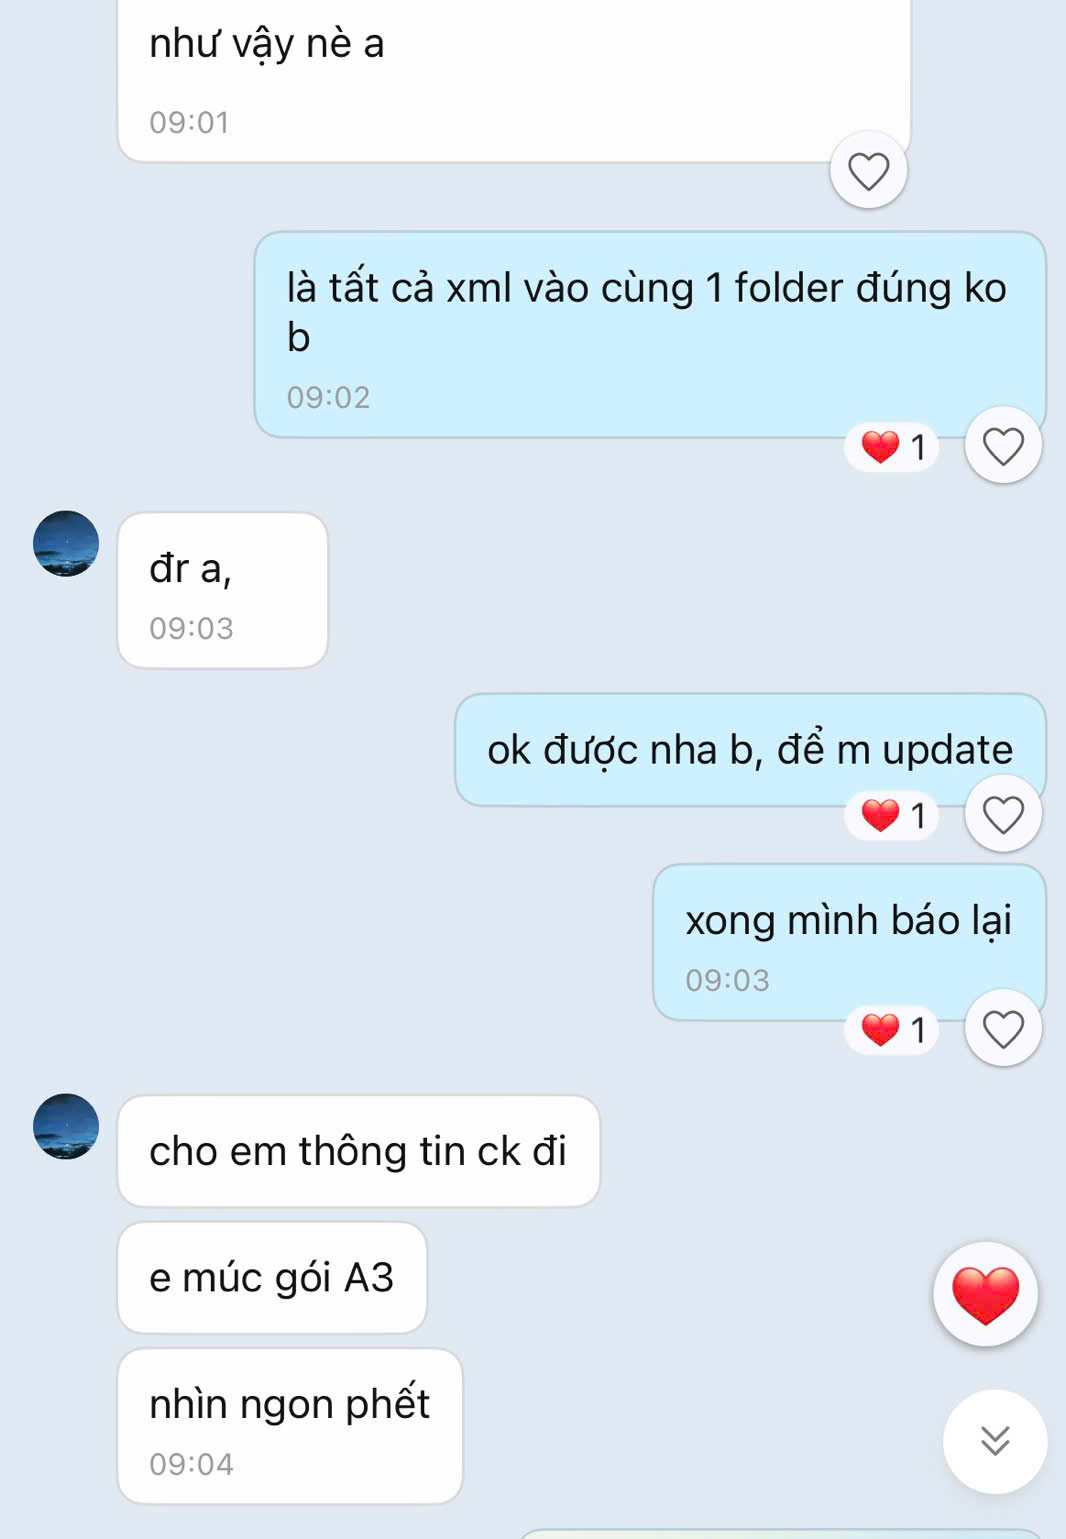 như vậy nè a
09:01
là tất cả xml vào cùng 1 folder đúng ko
b
09:02
1
đr a,
09:03
ok được nha b, để m update
1
xong mình báo lại
09:03
1
cho em thông tin ck đi
e múc gói A3
nhìn ngon phết
09:04